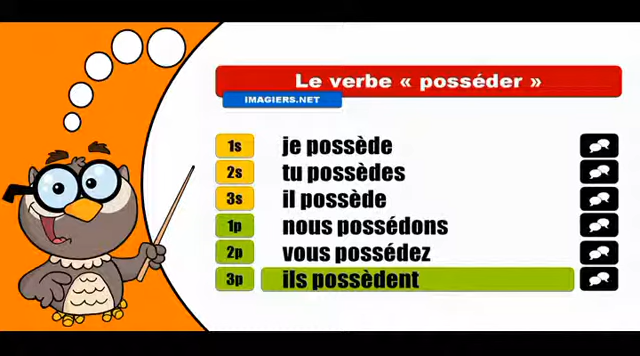 Le verbe « posséder »
IMAGIERS.NET
1s je possède
2s tu possèdes
3s il possède
1p nous possédons
2p vous possédez
3p ils possèdent